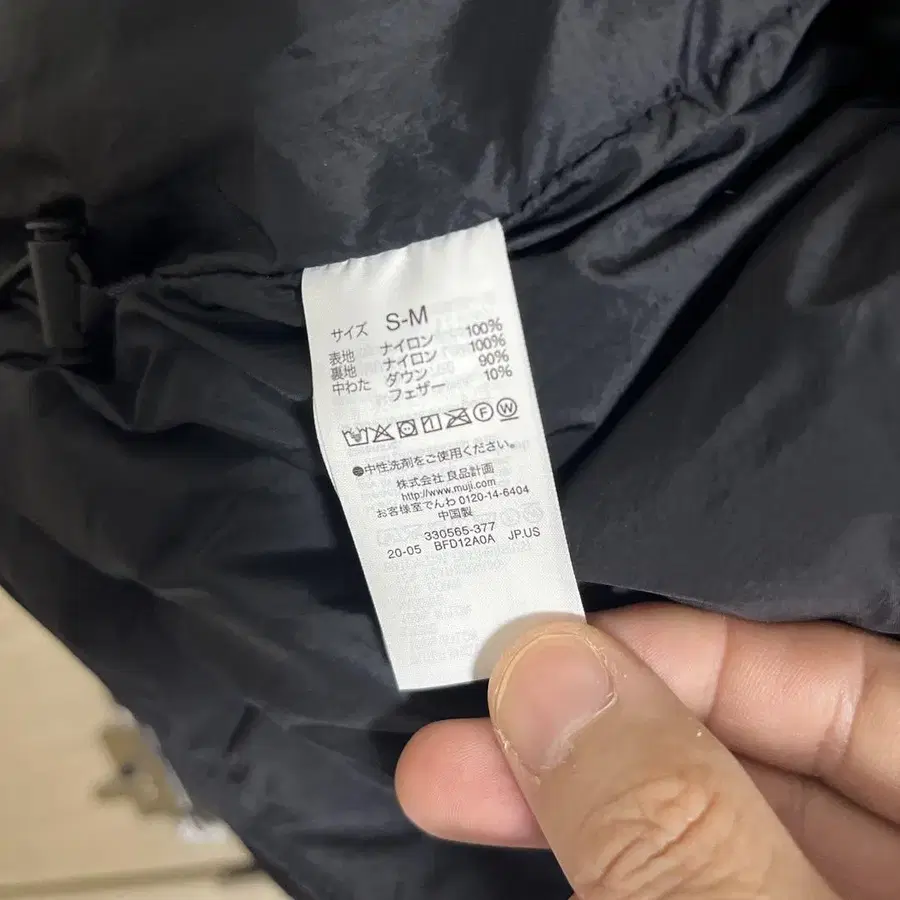 サイズ S-M
表地 ナイロン 100%
裏地 ナイロン 100%
中わた ダウン 90%
フェザー 10%
F W
●中性洗剤をご使用ください。
株式会社 良品計画
http://www.muji.com
お客様室でんわ 0120-14-6404
中国製
330565-377
20-05 BFD12A0A JP.US